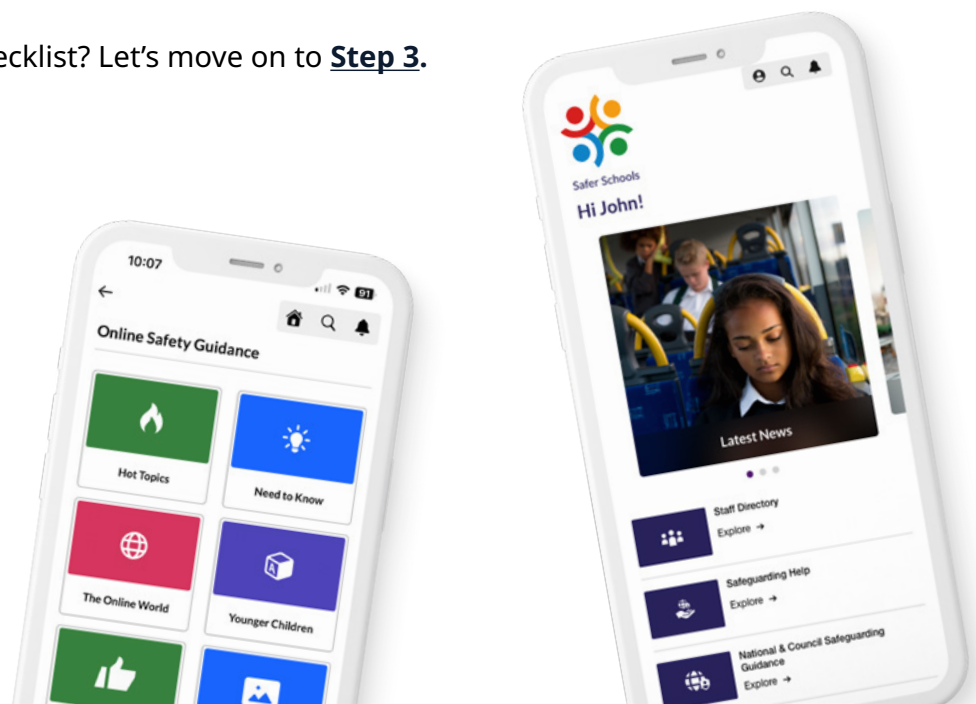 ecklist? Let’s move on to Step 3.
10:07
91
Online Safety Guidance
Hot Topics
Need to Know
The Online World
Younger Children
Safer Schools
Hi John!
Latest News
Staff Directory
Explore →
Safeguarding Help
Explore →
National & Council Safeguarding
Guidance
Explore →